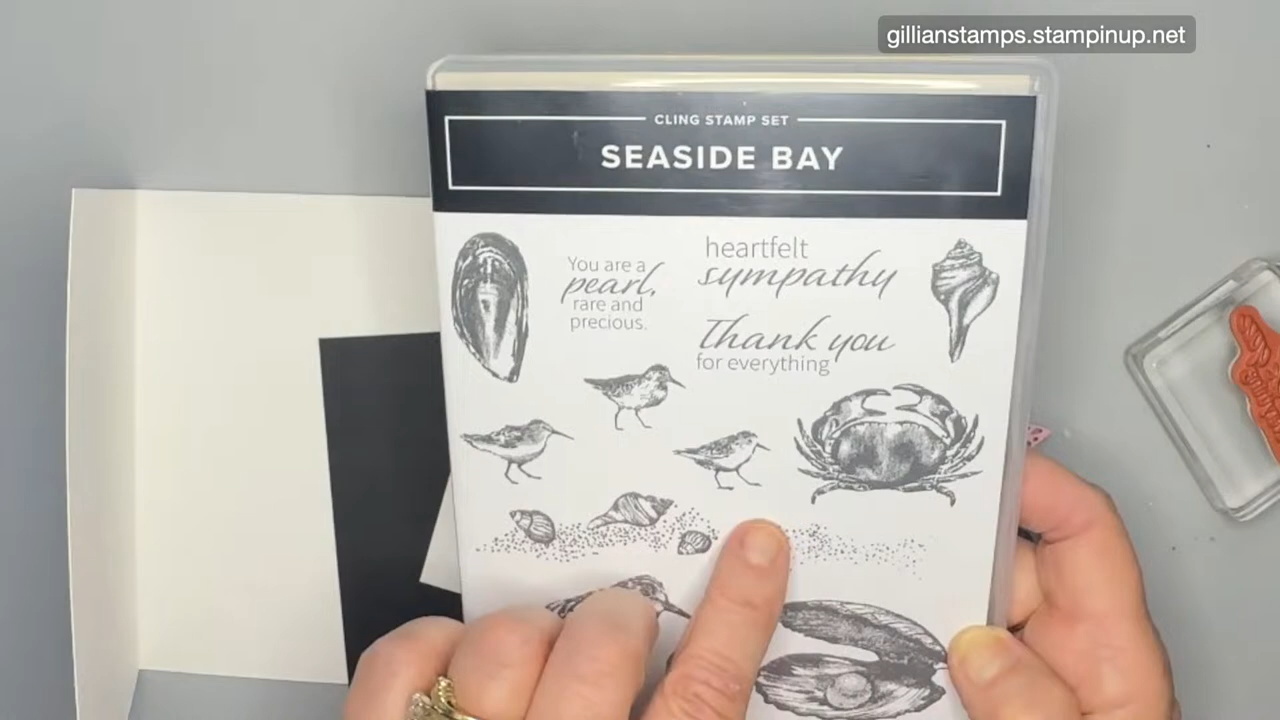 gillianstamps.stampinup.net
CLING STAMP SET
SEASIDE BAY
You are a
pearl,
rare and
precious.
heartfelt
sympathy
Thank you
for everything